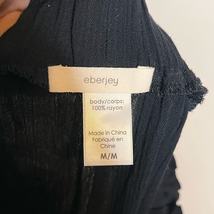 eberjey
body/corps:
100% rayon
Made in China
Fabriqué en
Chine
M/M